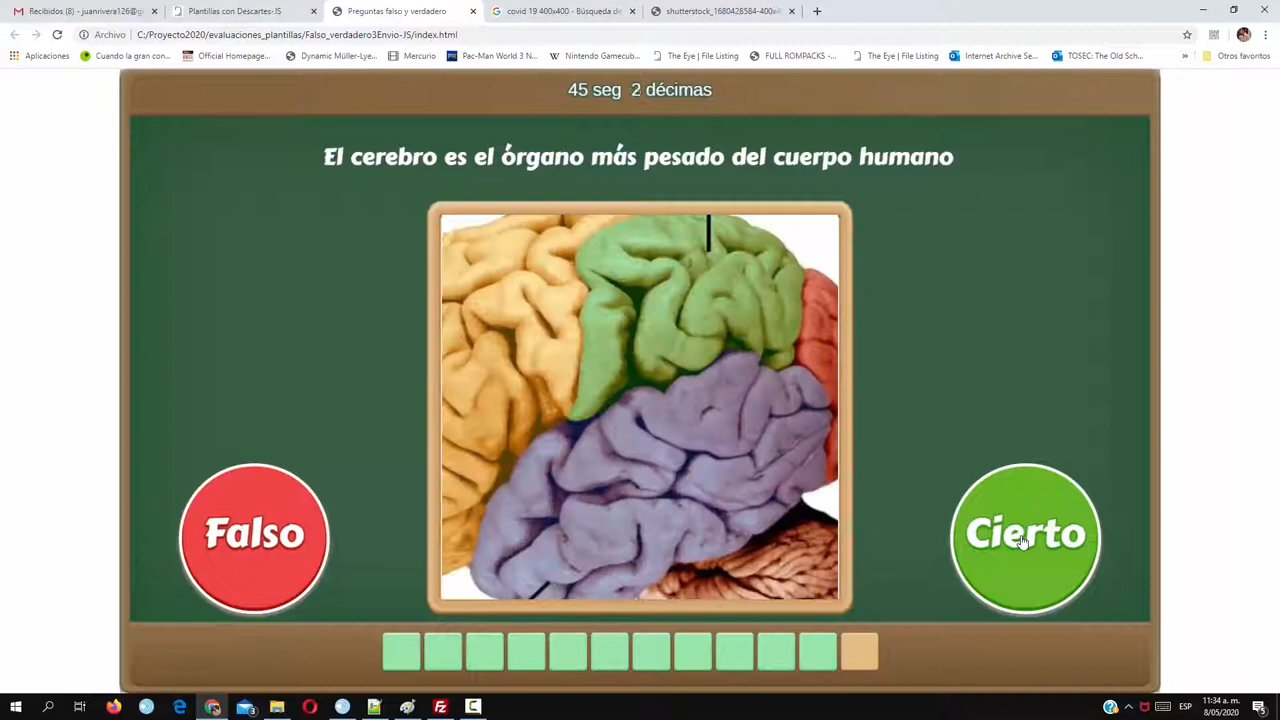 Recibidos (8) - juanrivera126@g
Plantillas con Descartes-JS
Preguntas falso y verdadero
covid 19 400x400 - Búsqueda de
shutterstock_1680428584-400x4
Archivo
C:/Proyecto2020/evaluaciones_plantillas/Falso_verdadero3Envio-JS/index.html
Aplicaciones
Cuando la gran con...
Official Homepage...
Dynamic Müller-Lye...
Mercurio
Pac-Man World 3 N...
Nintendo Gamecub...
The Eye | File Listing
FULL ROMPACKS -...
The Eye | File Listing
Internet Archive Se...
TOSEC: The Old Sch...
Otros favoritos
45 seg 2 décimas
El cerebro es el órgano más pesado del cuerpo humano
Falso
Cierto
ESP
11:34 a. m.
8/05/2020